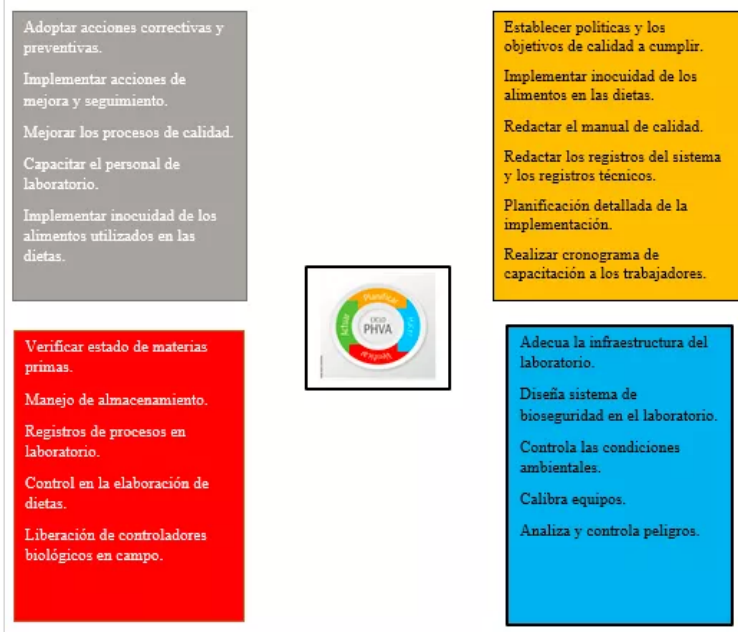 Adoptar acciones correctivas y
preventivas.
Implementar acciones de
mejora y seguimiento.
Mejorar los procesos de calidad.
Capacitar el personal de
laboratorio.
Implementar inocuidad de los
alimentos utilizados en las
dietas.
Establecer políticas y los
objetivos de calidad a cumplir.
Implementar inocuidad de los
alimentos en las dietas.
Redactar el manual de calidad.
Redactar los registros del sistema
y los registros técnicos.
Planificación detallada de la
implementación.
Realizar cronograma de
capacitación a los trabajadores.
Planificar
Actuar
CICLO
PHVA
Hacer
Verificar
Verificar estado de materias
primas.
Manejo de almacenamiento.
Registros de procesos en
laboratorio.
Control en la elaboración de
dietas.
Liberación de controladores
biológicos en campo.
Adecua la infraestructura del
laboratorio.
Diseña sistema de
bioseguridad en el laboratorio.
Controla las condiciones
ambientales.
Calibra equipos.
Analiza y controla peligros.